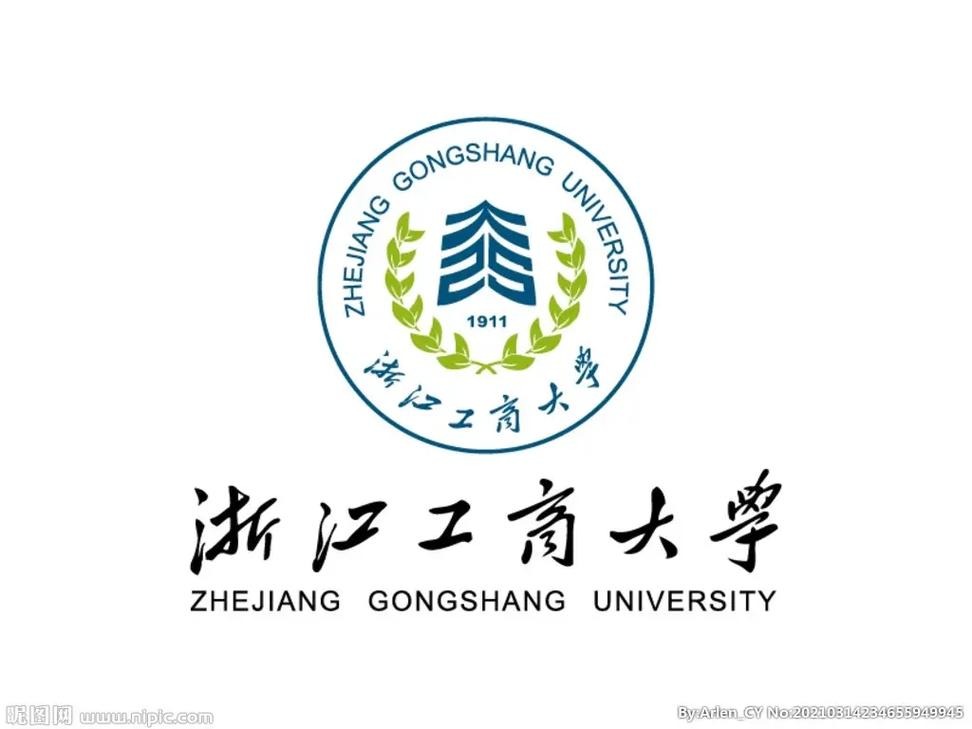 ZHEJIANG GONGSHANG UNIVERSITY
1911
浙江工商大學
浙江工商大學
ZHEJIANG GONGSHANG UNIVERSITY
昵图网 www.nipic.com
By:Arlen_CY No:20210314234655949945